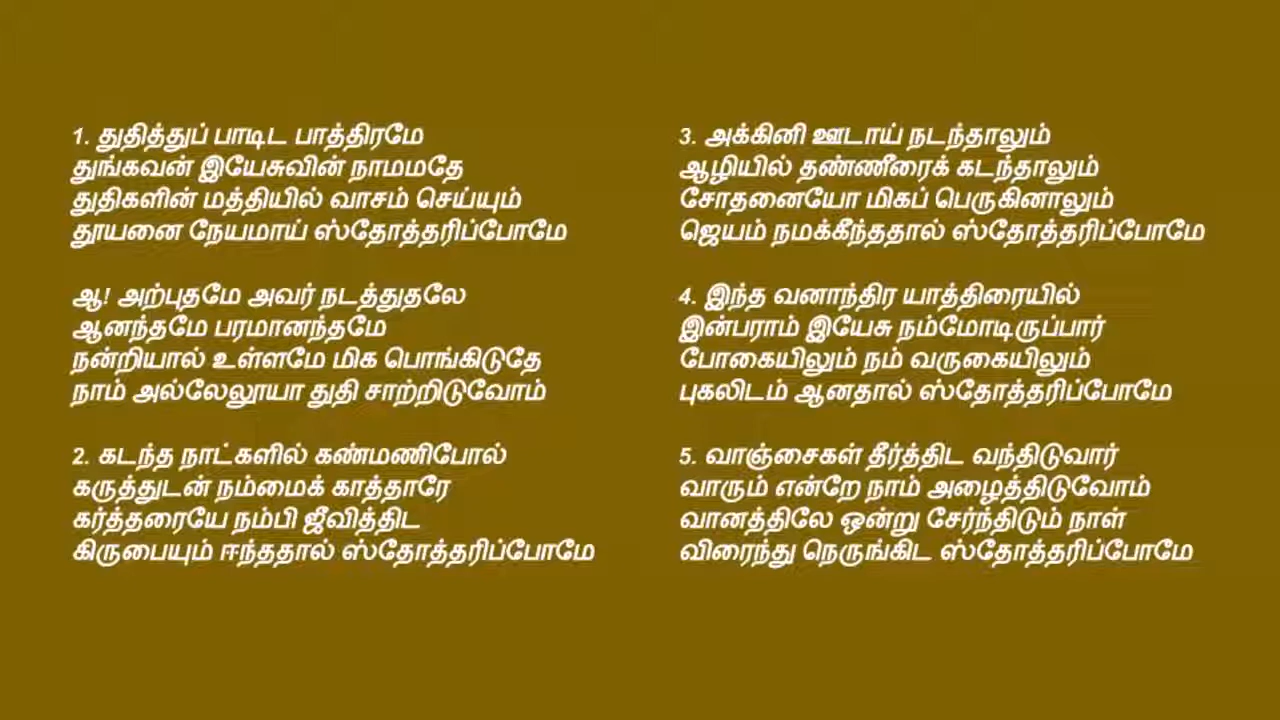 1. துதித்துப் பாடிட பாத்திரமே
துங்கவன் இயேசுவின் நாமமதே
துதிகளின் மத்தியில் வாசம் செய்யும்
தூயனை நேயமாய் ஸ்தோத்தரிப்போமே
ஆ! அற்புதமே அவர் நடத்துதலே
ஆனந்தமே பரமானந்தமே
நன்றியால் உள்ளமே மிக பொங்கிடுதே
நாம் அல்லேலூயா துதி சாற்றிடுவோம்
2. கடந்த நாட்களில் கண்மணிபோல்
கருத்துடன் நம்மைக் காத்தாரே
கர்த்தரையே நம்பி ஜீவித்திட
கிருபையும் ஈந்ததால் ஸ்தோத்தரிப்போமே
3. அக்கினி ஊடாய் நடந்தாலும்
ஆழியில் தண்ணீரைக் கடந்தாலும்
சோதனையோ மிகப் பெருகினாலும்
ஜெயம் நமக்கீந்ததால் ஸ்தோத்தரிப்போமே
4. இந்த வனாந்திர யாத்திரையில்
இன்பராம் இயேசு நம்மோடிருப்பார்
போகையிலும் நம் வருகையிலும்
புகலிடம் ஆனதால் ஸ்தோத்தரிப்போமே
5. வாஞ்சைகள் தீர்த்திட வந்திடுவார்
வாரும் என்றே நாம் அழைத்திடுவோம்
வானத்திலே ஒன்று சேர்ந்திடும் நாள்
விரைந்து நெருங்கிட ஸ்தோத்தரிப்போமே